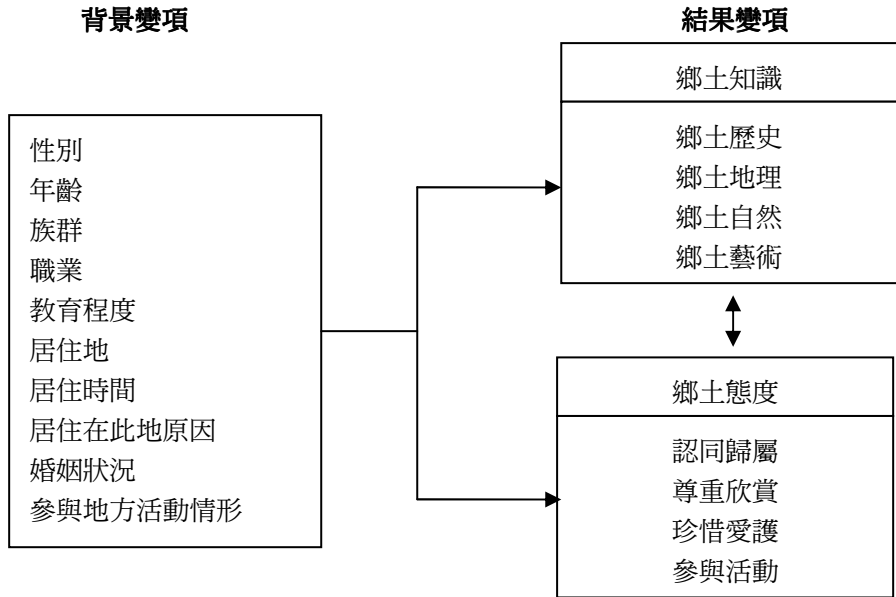 背景變項
性別
年齡
族群
職業
教育程度
居住地
居住時間
居住在此地原因
婚姻狀況
參與地方活動情形
結果變項
鄉土知識
鄉土歷史
鄉土地理
鄉土自然
鄉土藝術
鄉土態度
認同歸屬
尊重欣賞
珍惜愛護
參與活動